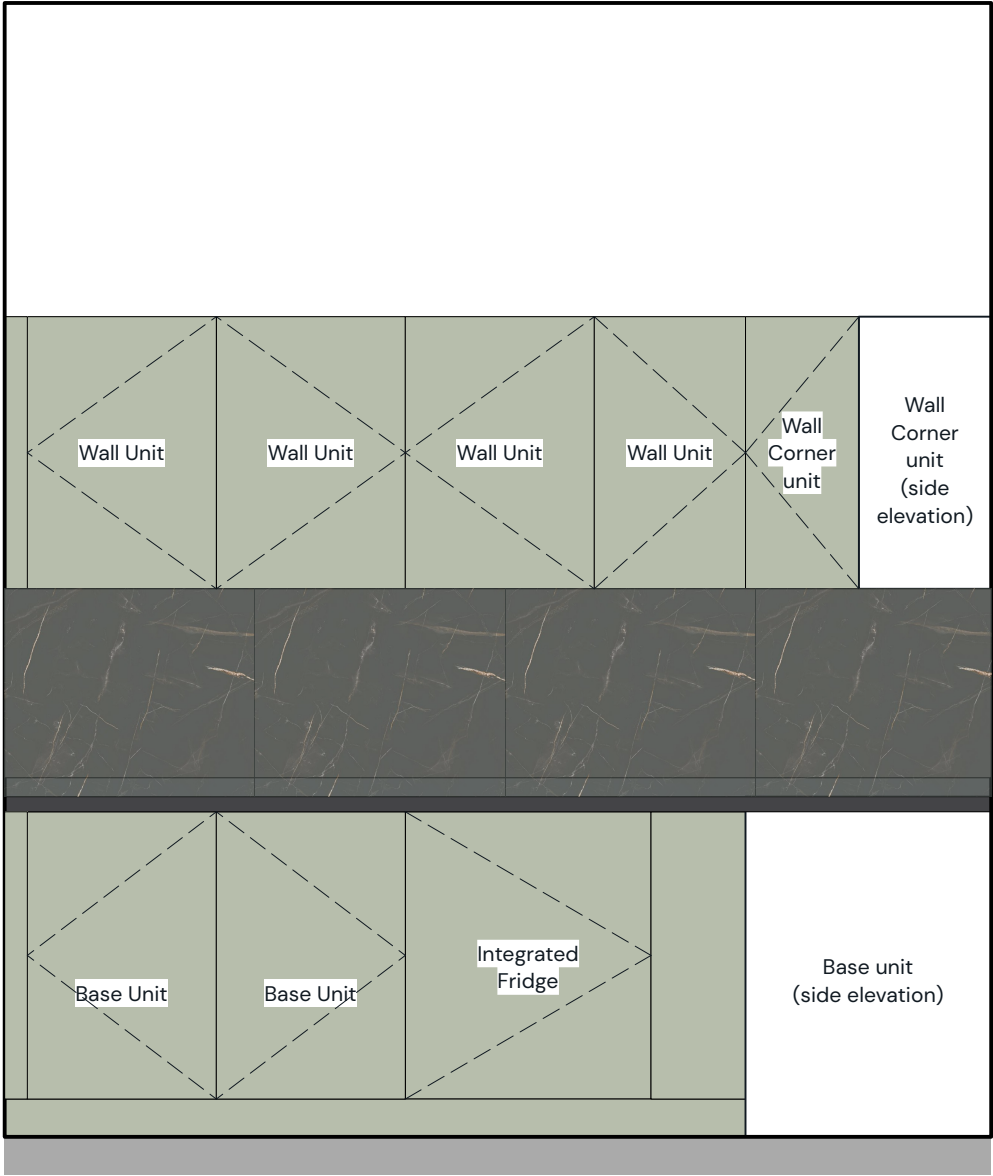 Wall Unit
Wall Unit
Wall Unit
Wall Unit
Wall
Corner
unit
Wall
Corner
unit
(side
elevation)
Base Unit
Base Unit
Integrated
Fridge
Base unit
(side elevation)